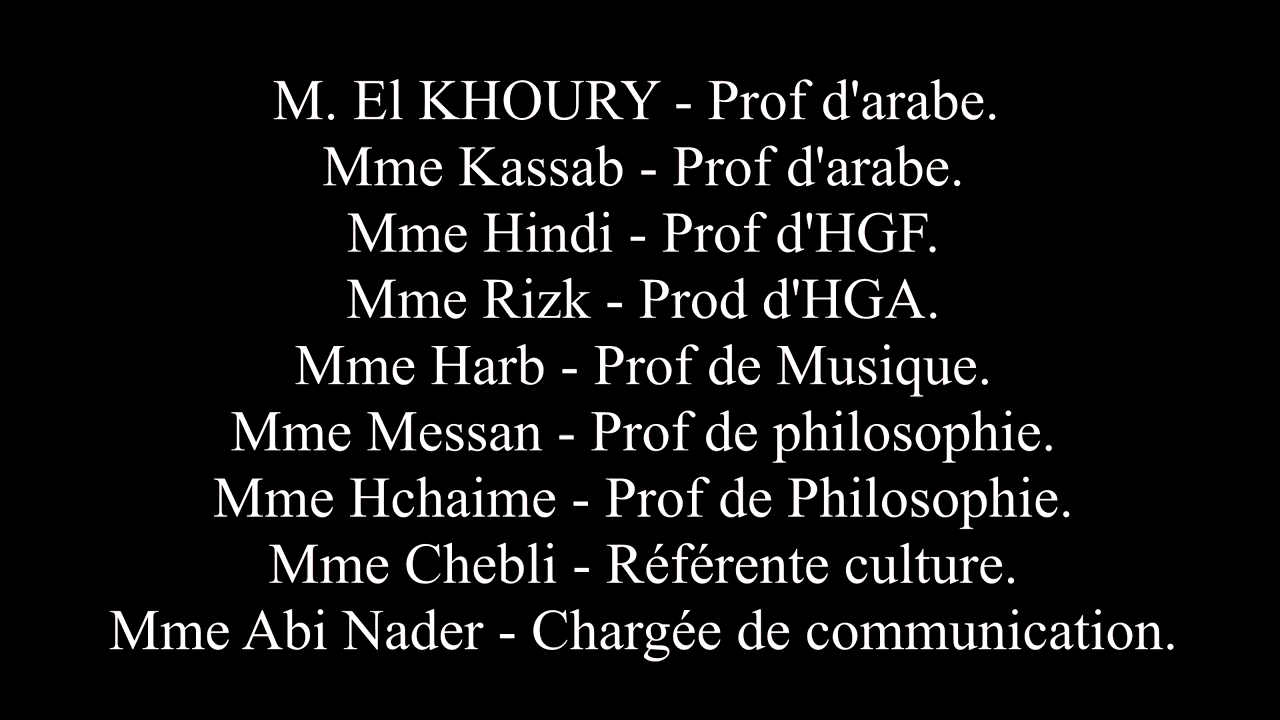 M. El KHOURY - Prof d'arabe.
Mme Kassab - Prof d'arabe.
Mme Hindi - Prof d'HGF.
Mme Rizk - Prod d'HGA.
Mme Harb - Prof de Musique.
Mme Messan - Prof de philosophie.
Mme Hchaime - Prof de Philosophie.
Mme Chebli - Référente culture.
Mme Abi Nader - Chargée de communication.